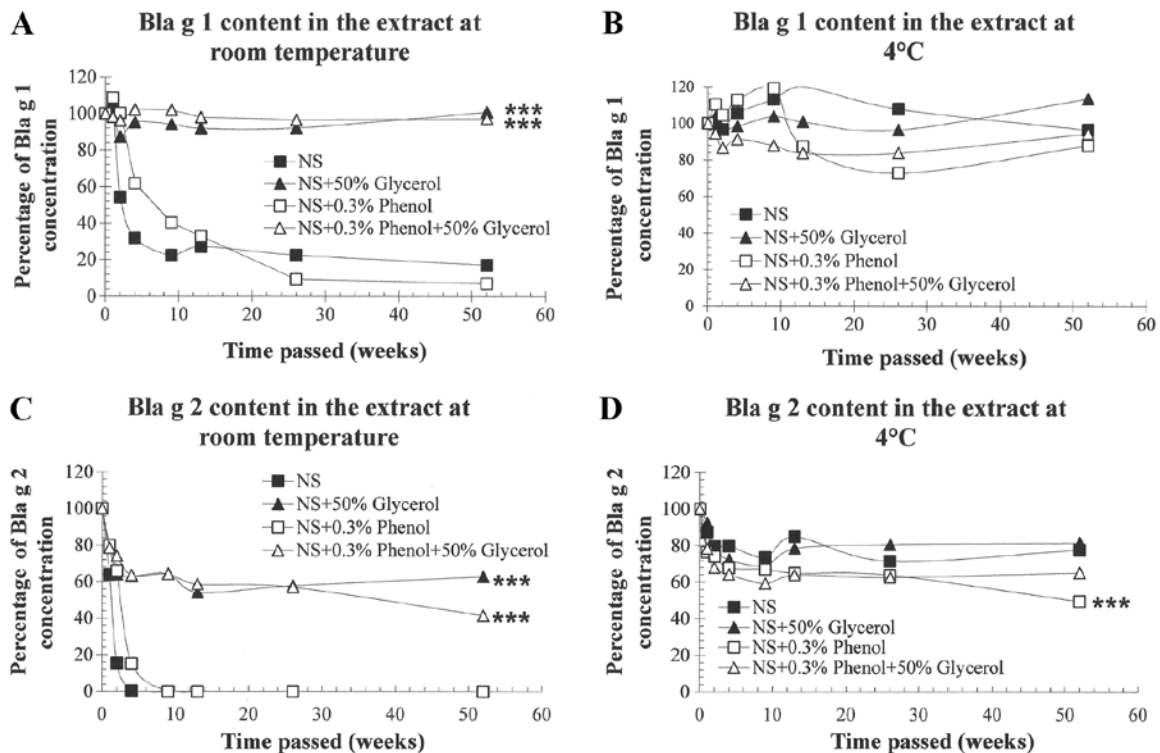 A
Bla g 1 content in the extract at
room temperature
Percentage of Bla g 1
concentration
120
100
80
60
40
20
0
0 10 20 30 40 50 60
Time passed (weeks)
NS
NS+50% Glycerol
NS+0.3% Phenol
NS+0.3% Phenol+50% Glycerol
***
***
B
Bla g 1 content in the extract at
4°C
Percentage of Bla g 1
concentration
120
100
80
60
40
20
0
0 10 20 30 40 50 60
Time passed (weeks)
NS
NS+50% Glycerol
NS+0.3% Phenol
NS+0.3% Phenol+50% Glycerol
C
Bla g 2 content in the extract at
room temperature
Percentage of Bla g 2
concentration
120
100
80
60
40
20
0
0 10 20 30 40 50 60
Time passed (weeks)
NS
NS+50% Glycerol
NS+0.3% Phenol
NS+0.3% Phenol+50% Glycerol
***
***
D
Bla g 2 content in the extract at
4°C
Percentage of Bla g 2
concentration
120
100
80
60
40
20
0
0 10 20 30 40 50 60
Time passed (weeks)
NS
NS+50% Glycerol
NS+0.3% Phenol
NS+0.3% Phenol+50% Glycerol
***